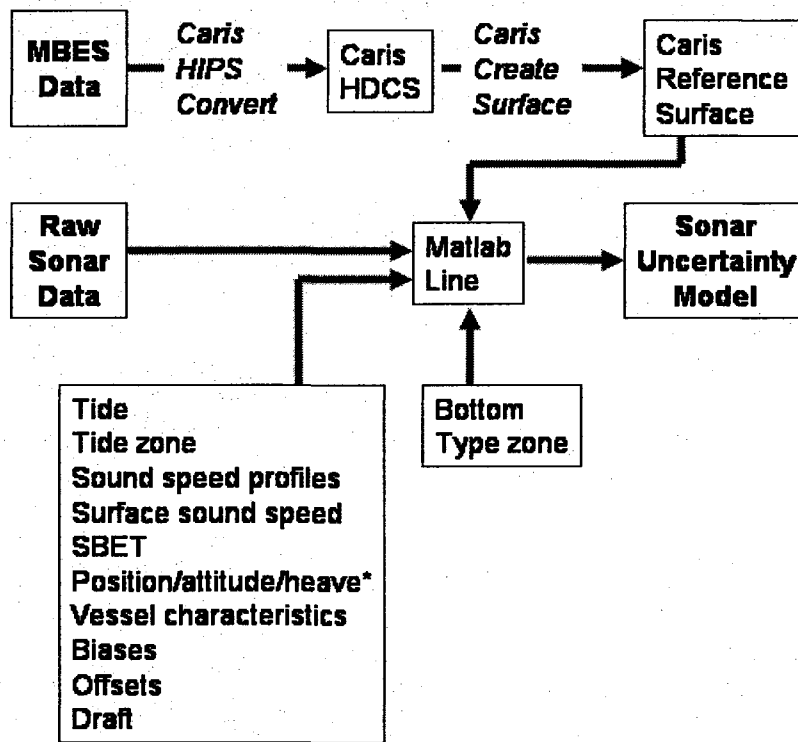 MBES
Data
Caris
HIPS
Convert
Caris
HDCS
Caris
Create
Surface
Caris
Reference
Surface
Raw
Sonar
Data
Matlab
Line
Sonar
Uncertainty
Model
Tide
Tide zone
Sound speed profiles
Surface sound speed
SBET
Position/attitude/heave*
Vessel characteristics
Biases
Offsets
Draft
Bottom
Type zone